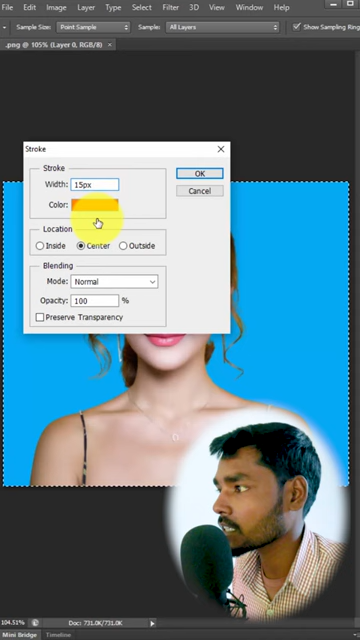 File Edit Image Layer Type Select Filter 3D View Window Help
Sample Size: Point Sample Sample: All Layers Show Sampling Ring
.png @ 105% (Layer 0, RGB/8) ×
Stroke
Stroke
Width: 15px
OK
Color:
Cancel
Location
Inside Center Outside
Blending
Mode: Normal
Opacity: 100 %
Preserve Transparency
104.51% Doc: 731.0K/731.0K
Mini Bridge Timeline